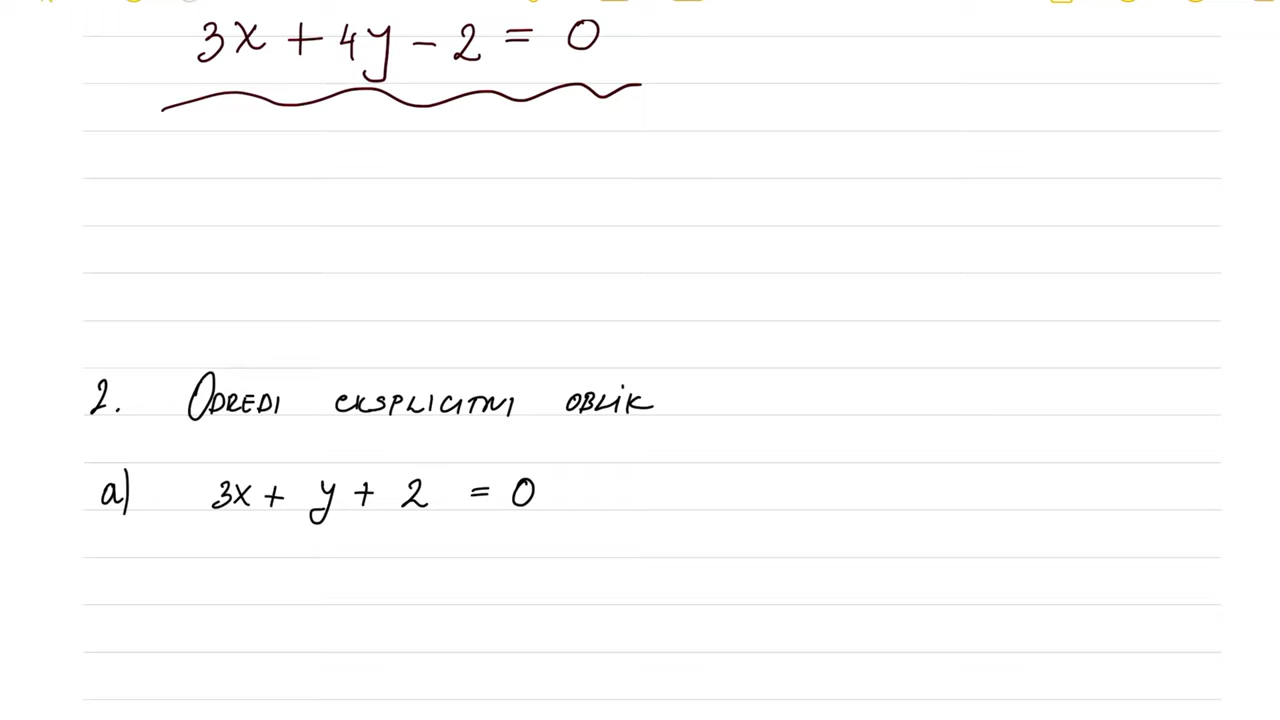 3x + 4y - 2 = 0
2. ODREDI EKSPLICITNI OBLIK
a) 3x + y + 2 = 0